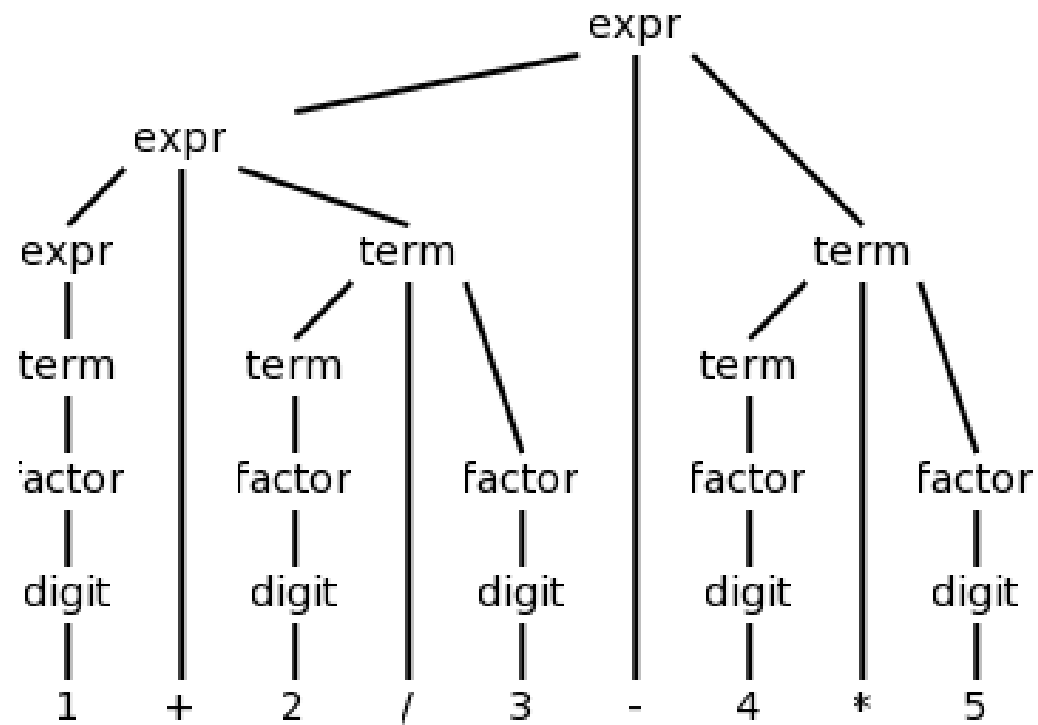 expr
expr
expr term term
term term term
factor factor factor factor factor
digit digit digit digit digit
1 + 2 / 3 - 4 * 5